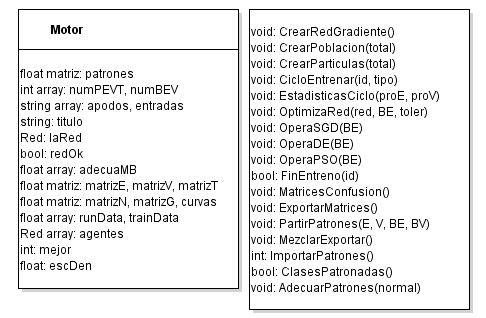 Motor
float matriz: patrones
int array: numPEVT, numBEV
string array: apodos, entradas
string: titulo
Red: laRed
bool: redOk
float array: adecuaMB
float matriz: matrizE, matrizV, matrizT
float matriz: matrizN, matrizG, curvas
float array: runData, trainData
Red array: agentes
int: mejor
float: escDen
void: CrearRedGradiente()
void: CrearPoblacion(total)
void: CrearParticulas(total)
void: CicloEntrenar(id, tipo)
void: EstadisticasCiclo(proE, proV)
void: OptimizaRed(red, BE, toler)
void: OperaSGD(BE)
void: OperaDE(BE)
void: OperaPSO(BE)
bool: FinEntreno(id)
void: MatricesConfusion()
void: ExportarMatrices()
void: PartirPatrones(E, V, BE, BV)
void: MezclarExportar()
int: ImportarPatrones()
bool: ClasesPatronadas()
void: AdecuarPatrones(normal)